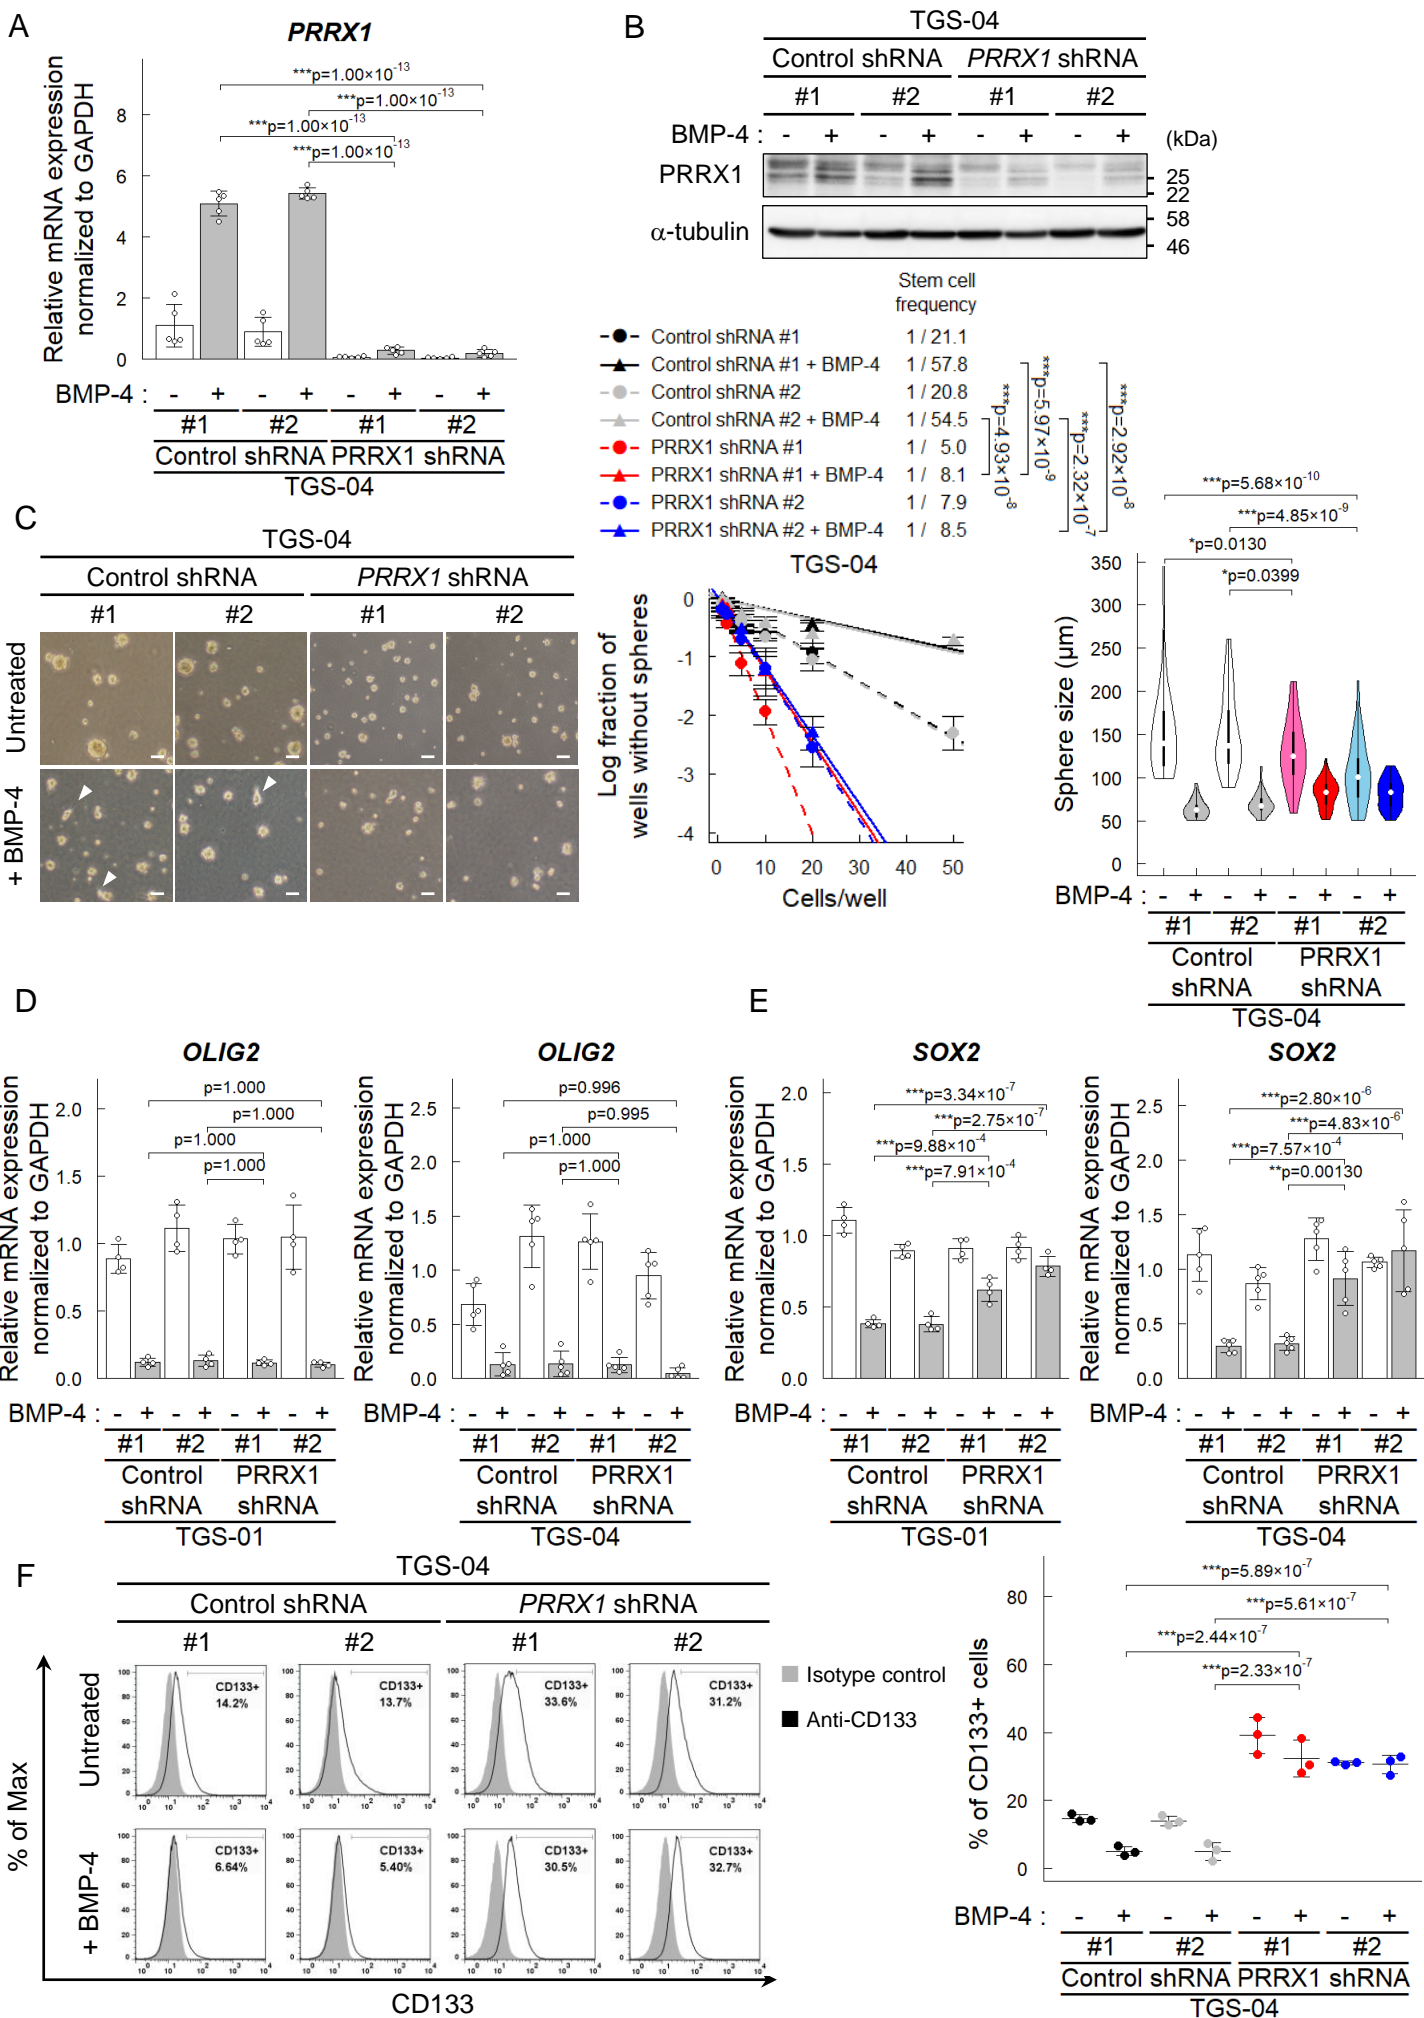 A
PRRX1
Relative mRNA expression
normalized to GAPDH
8
6
4
2
0
***p=1.00×10-13
***p=1.00×10-13
***p=1.00×10-13
***p=1.00×10-13
BMP-4 : - + - + - + - +
#1 #2 #1 #2
Control shRNA PRRX1 shRNA
TGS-04
B
TGS-04
Control shRNA PRRX1 shRNA
#1 #2 #1 #2
BMP-4 : - + - + - + - + (kDa)
PRRX1
25
22
α-tubulin
58
46
C
TGS-04
Control shRNA PRRX1 shRNA
#1 #2 #1 #2
Untreated
+ BMP-4
Stem cell
frequency
Control shRNA #1 1 / 21.1
Control shRNA #1 + BMP-4 1 / 57.8
Control shRNA #2 1 / 20.8
Control shRNA #2 + BMP-4 1 / 54.5
PRRX1 shRNA #1 1 / 5.0
PRRX1 shRNA #1 + BMP-4 1 / 8.1
PRRX1 shRNA #2 1 / 7.9
PRRX1 shRNA #2 + BMP-4 1 / 8.5
***p=4.93×10-8
***p=5.97×10-9
***p=2.32×10-7
***p=2.92×10-8
TGS-04
Log fraction of
wells without spheres
0
-1
-2
-3
-4
0 10 20 30 40 50
Cells/well
***p=5.68×10-10
***p=4.85×10-9
*p=0.0130
*p=0.0399
Sphere size (μm)
350
300
250
200
150
100
50
0
BMP-4 : - + - + - + - +
#1 #2 #1 #2
Control PRRX1
shRNA shRNA
TGS-04
D
OLIG2
Relative mRNA expression
normalized to GAPDH
2.0
1.5
1.0
0.5
0.0
p=1.000
p=1.000
p=1.000
p=1.000
BMP-4 : - + - + - + - +
#1 #2 #1 #2
Control PRRX1
shRNA shRNA
TGS-01
OLIG2
Relative mRNA expression
normalized to GAPDH
2.5
2.0
1.5
1.0
0.5
0.0
p=0.996
p=0.995
p=1.000
p=1.000
BMP-4 : - + - + - + - +
#1 #2 #1 #2
Control PRRX1
shRNA shRNA
TGS-04
E
SOX2
Relative mRNA expression
normalized to GAPDH
2.0
1.5
1.0
0.5
0.0
***p=3.34×10-7
***p=2.75×10-7
***p=9.88×10-4
***p=7.91×10-4
BMP-4 : - + - + - + - +
#1 #2 #1 #2
Control PRRX1
shRNA shRNA
TGS-01
SOX2
Relative mRNA expression
normalized to GAPDH
2.5
2.0
1.5
1.0
0.5
0.0
***p=2.80×10-6
***p=4.83×10-6
***p=7.57×10-4
**p=0.00130
BMP-4 : - + - + - + - +
#1 #2 #1 #2
Control PRRX1
shRNA shRNA
TGS-04
F
TGS-04
Control shRNA PRRX1 shRNA
#1 #2 #1 #2
% of Max
Untreated
100 80 60 40 20 0
CD133+ 14.2%
CD133+ 13.7%
CD133+ 33.6%
CD133+ 31.2%
10 0 10 1 10 2 10 3 10 4
+ BMP-4
CD133+ 6.64%
CD133+ 5.40%
CD133+ 30.5%
CD133+ 32.7%
CD133
Isotype control
Anti-CD133
% of CD133+ cells
80
60
40
20
0
***p=5.89×10-7
***p=5.61×10-7
***p=2.44×10-7
***p=2.33×10-7
BMP-4 : - + - + - + - +
#1 #2 #1 #2
Control shRNA PRRX1 shRNA
TGS-04